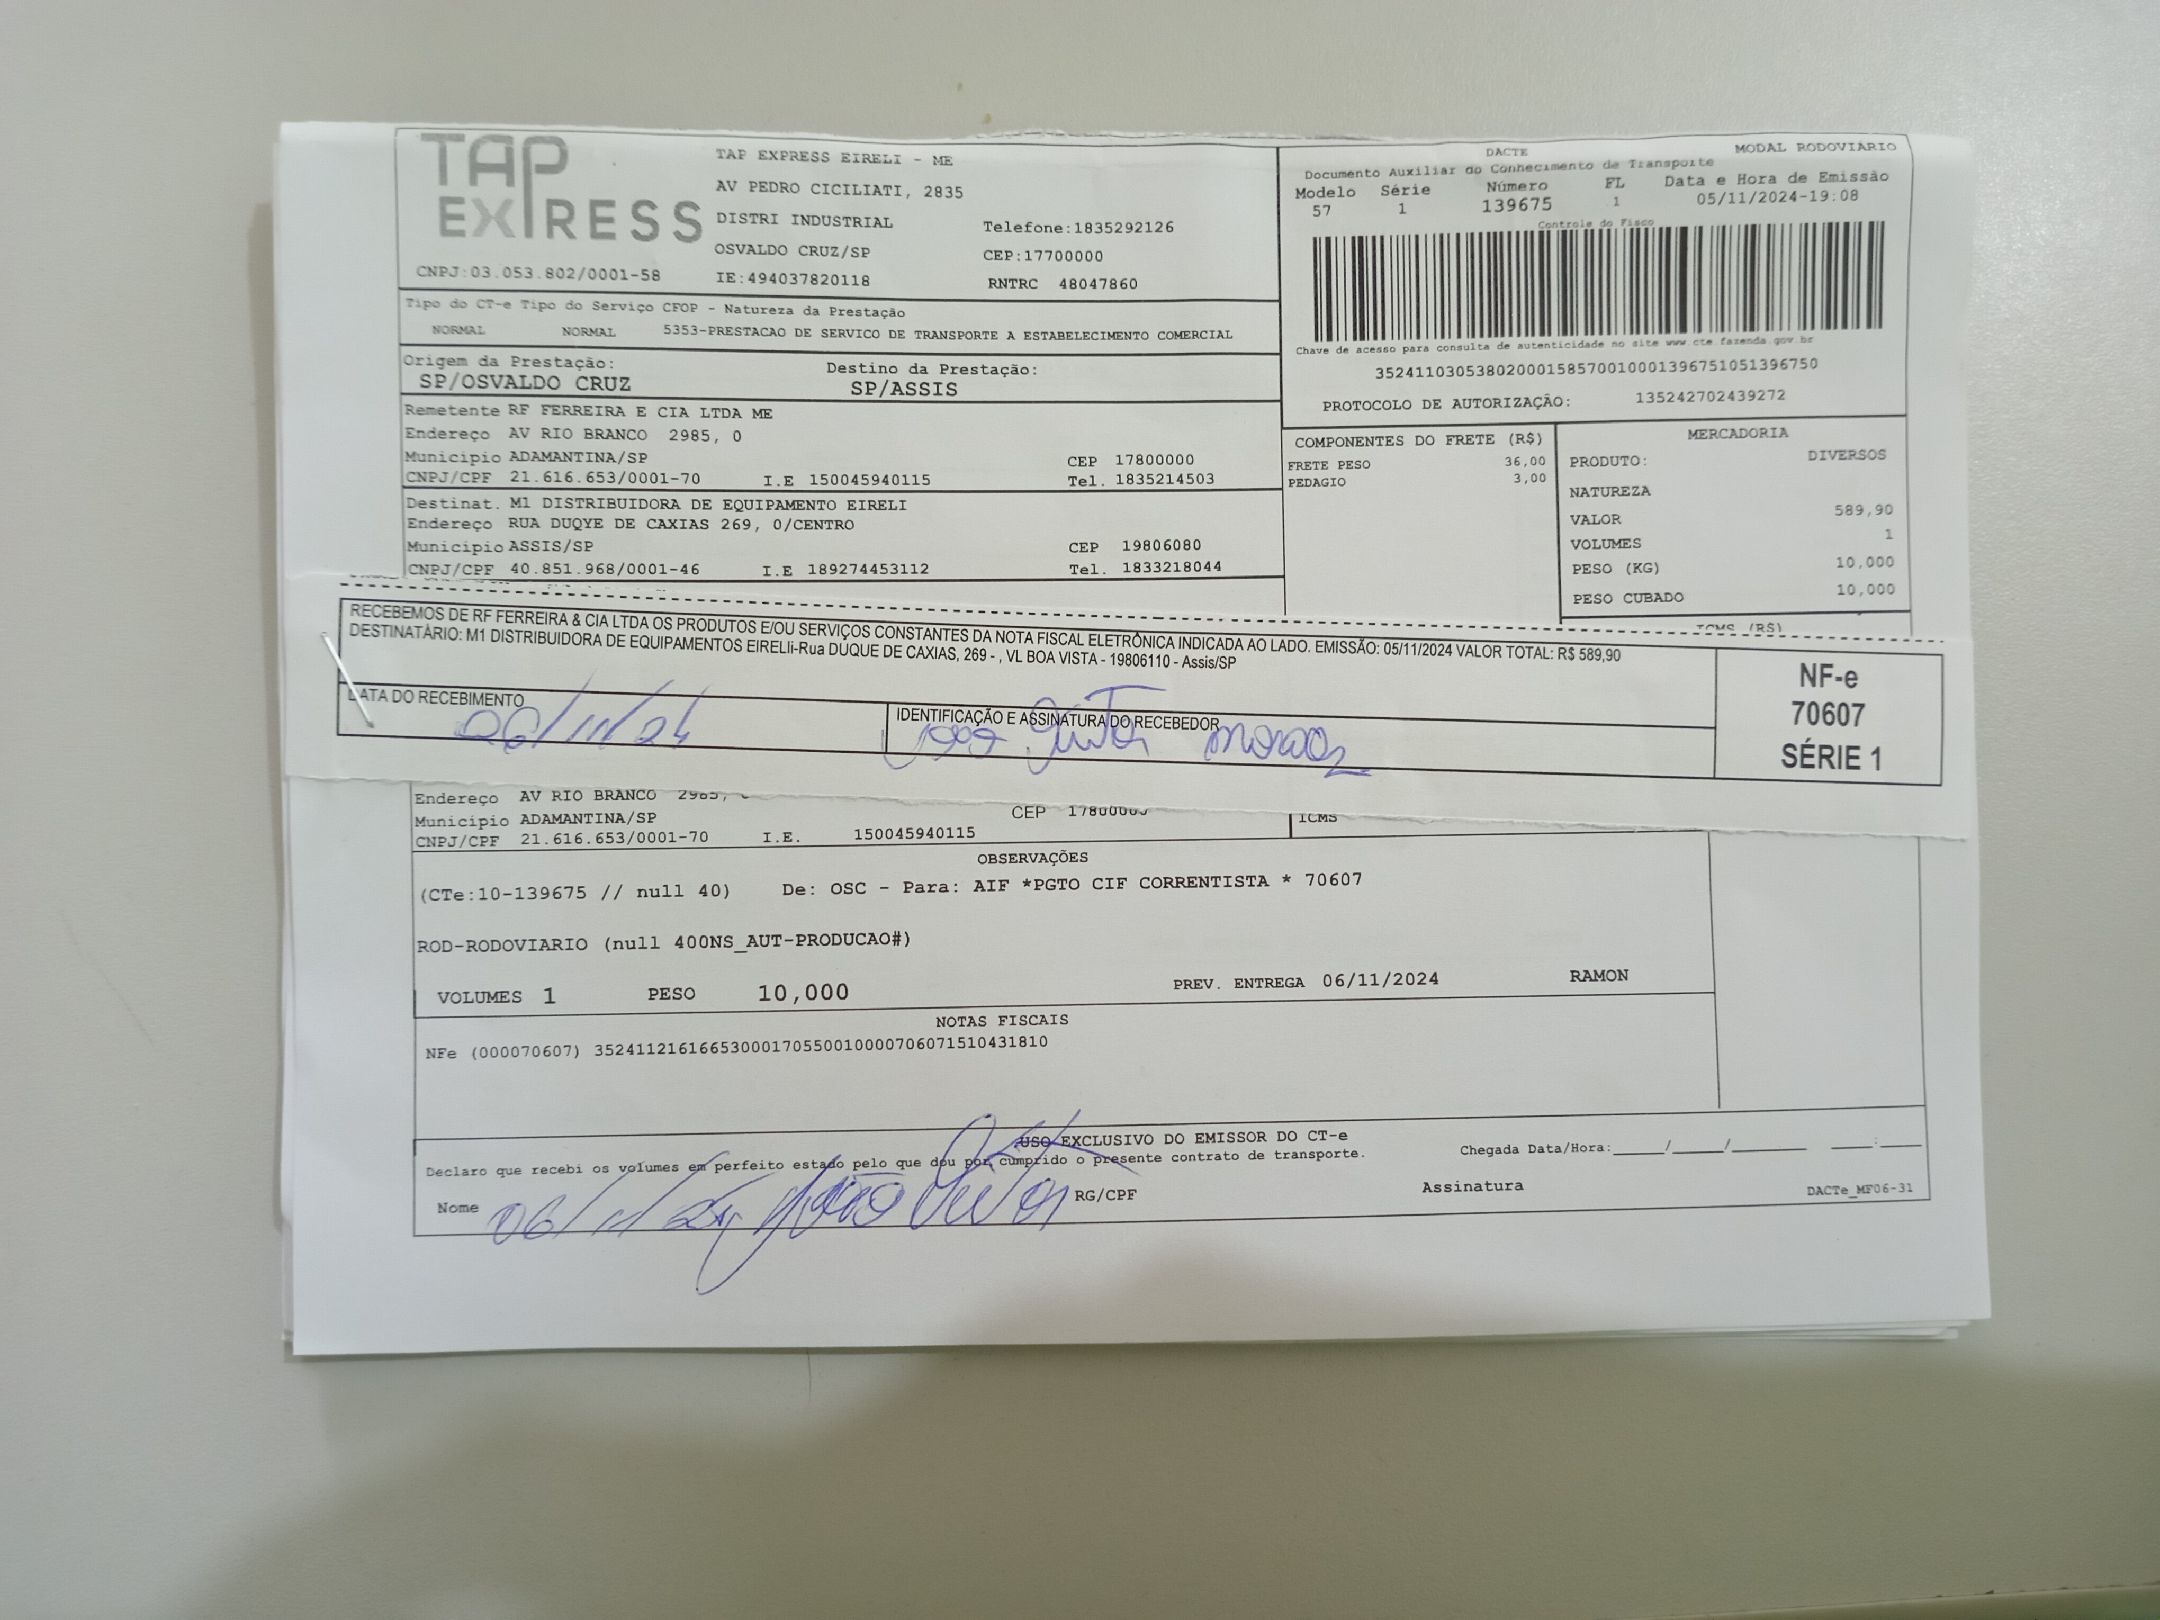 TAP EXPRESS
TAP EXPRESS EIRELI - ME
AV PEDRO CICILIATI, 2835
DISTRI INDUSTRIAL
Telefone:1835292126
OSVALDO CRUZ/SP
CEP:17700000
CNPJ:03.053.802/0001-58
IE:494037820118
RNTRC 48047860
DACTE
MODAL RODOVIARIO
Documento Auxiliar do Conhecimento de Transporte
Modelo Série Número FL Data e Hora de Emissão
57 1 139675 1 05/11/2024-19:08
Controle do Fisco
Chave de acesso para consulta de autenticidade no site www.cte.fazenda.gov.br
35241103053802000158570010001396751051396750
PROTOCOLO DE AUTORIZAÇÃO: 135242702439272
Tipo do CT-e Tipo do Serviço CFOP - Natureza da Prestação
NORMAL NORMAL 5353-PRESTACAO DE SERVICO DE TRANSPORTE A ESTABELECIMENTO COMERCIAL
Origem da Prestação: Destino da Prestação:
SP/OSVALDO CRUZ SP/ASSIS
Remetente RF FERREIRA E CIA LTDA ME
Endereço AV RIO BRANCO 2985, 0
Municipio ADAMANTINA/SP CEP 17800000
CNPJ/CPF 21.616.653/0001-70 I.E 150045940115 Tel. 1835214503
Destinat. M1 DISTRIBUIDORA DE EQUIPAMENTO EIRELI
Endereço RUA DUQYE DE CAXIAS 269, 0/CENTRO
Municipio ASSIS/SP CEP 19806080
CNPJ/CPF 40.851.968/0001-46 I.E 189274453112 Tel. 1833218044
COMPONENTES DO FRETE (R$)
FRETE PESO 36,00
PEDAGIO 3,00
MERCADORIA
PRODUTO: DIVERSOS
NATUREZA
VALOR 589,90
VOLUMES 1
PESO (KG) 10,000
PESO CUBADO 10,000
ICMS (R$)
RECEBEMOS DE RF FERREIRA & CIA LTDA OS PRODUTOS E/OU SERVIÇOS CONSTANTES DA NOTA FISCAL ELETRÔNICA INDICADA AO LADO. EMISSÃO: 05/11/2024 VALOR TOTAL: R$ 589,90
DESTINATÁRIO: M1 DISTRIBUIDORA DE EQUIPAMENTOS EIRELIi-Rua DUQUE DE CAXIAS, 269 - , VL BOA VISTA - 19806110 - Assis/SP
DATA DO RECEBIMENTO
06/11/24
IDENTIFICAÇÃO E ASSINATURA DO RECEBEDOR
NF-e
70607
SÉRIE 1
Endereço AV RIO BRANCO 2985,
Municipio ADAMANTINA/SP CEP 17800000
CNPJ/CPF 21.616.653/0001-70 I.E. 150045940115
ICMS
OBSERVAÇÕES
(CTe:10-139675 // null 40) De: OSC - Para: AIF *PGTO CIF CORRENTISTA * 70607
ROD-RODOVIARIO (null 400NS_AUT-PRODUCAO#)
VOLUMES 1 PESO 10,000 PREV. ENTREGA 06/11/2024 RAMON
NOTAS FISCAIS
NFe (000070607) 35241121616653000170550010000706071510431810
USO EXCLUSIVO DO EMISSOR DO CT-e
Declaro que recebi os volumes em perfeito estado pelo que dou por cumprido o presente contrato de transporte.
Chegada Data/Hora:_____/_____/_______ ____:____
Nome 06/11/24 João Vitor RG/CPF Assinatura
DACTe_MF06-31